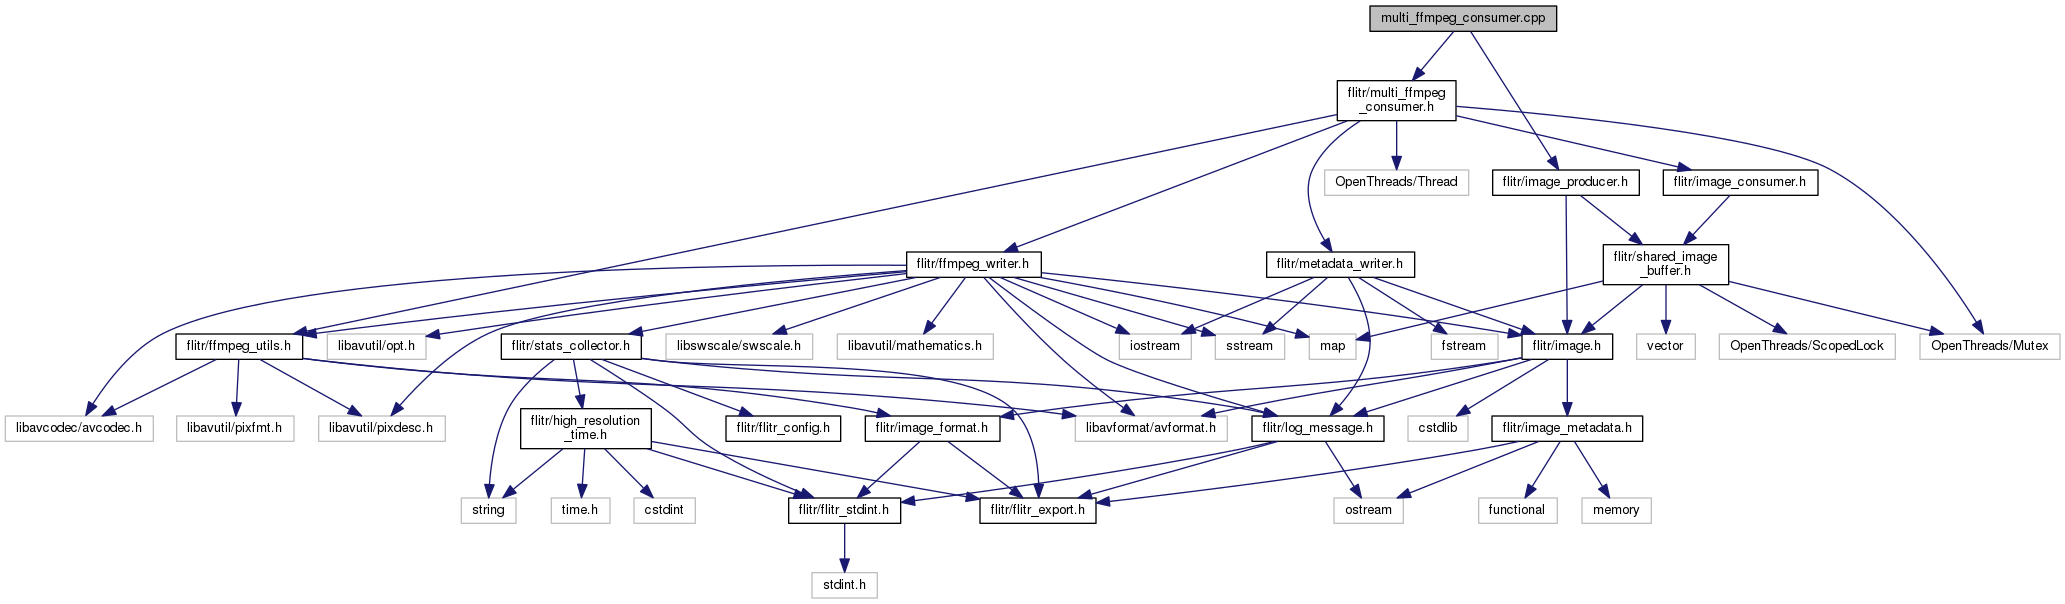 multi_ffmpeg_consumer.cpp
flitr/multi_ffmpeg
_consumer.h
OpenThreads/Thread
flitr/image_producer.h
flitr/image_consumer.h
flitr/ffmpeg_writer.h
flitr/metadata_writer.h
flitr/shared_image
_buffer.h
flitr/ffmpeg_utils.h
libavutil/opt.h
flitr/stats_collector.h
libswscale/swscale.h
libavutil/mathematics.h
iostream
sstream
map
fstream
flitr/image.h
vector
OpenThreads/ScopedLock
OpenThreads/Mutex
libavcodec/avcodec.h
libavutil/pixfmt.h
libavutil/pixdesc.h
flitr/high_resolution
_time.h
flitr/flitr_config.h
flitr/image_format.h
libavformat/avformat.h
flitr/log_message.h
cstdlib
flitr/image_metadata.h
string
time.h
cstdint
flitr/flitr_stdint.h
flitr/flitr_export.h
ostream
functional
memory
stdint.h